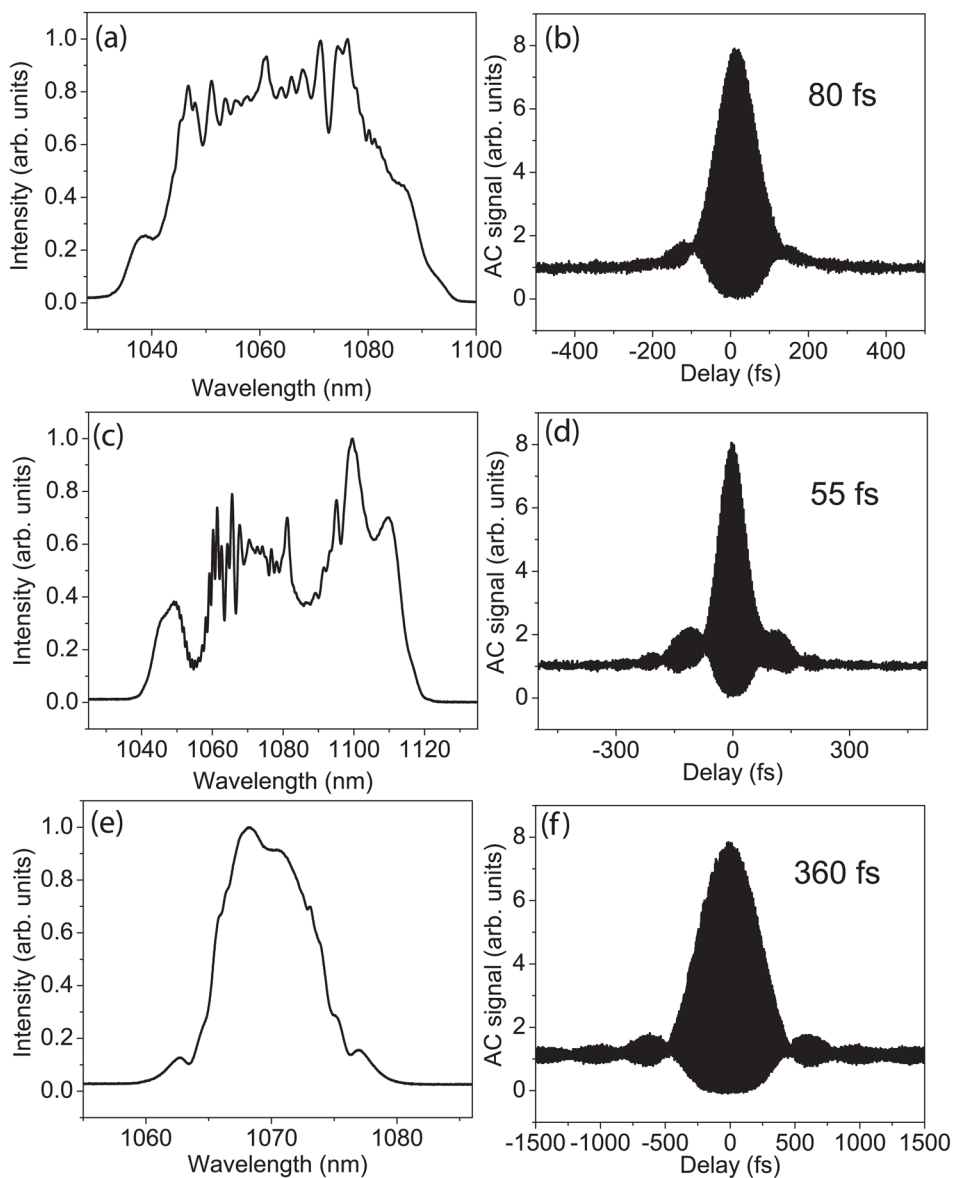 (a)
1.0
0.8
0.6
0.4
0.2
0.0
Intensity (arb. units)
1040 1060 1080 1100
Wavelength (nm)
(b)
80 fs
8
6
4
2
0
AC signal (arb. units)
-400 -200 0 200 400
Delay (fs)
(c)
1.0
0.8
0.6
0.4
0.2
0.0
Intensity (arb. units)
1040 1060 1080 1100 1120
Wavelength (nm)
(d)
55 fs
8
6
4
2
0
AC signal (arb. units)
-300 0 300
Delay (fs)
(e)
1.0
0.8
0.6
0.4
0.2
0.0
Intensity (arb. units)
1060 1070 1080
Wavelength (nm)
(f)
360 fs
8
6
4
2
0
AC signal (arb. units)
-1500 -1000 -500 0 500 1000 1500
Delay (fs)